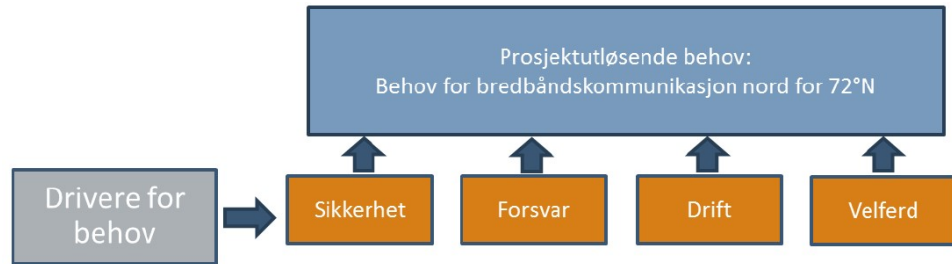 Prosjektutløsende behov:
Behov for bredbåndskommunikasjon nord for 72°N
Drivere for
behov
Sikkerhet
Forsvar
Drift
Velferd